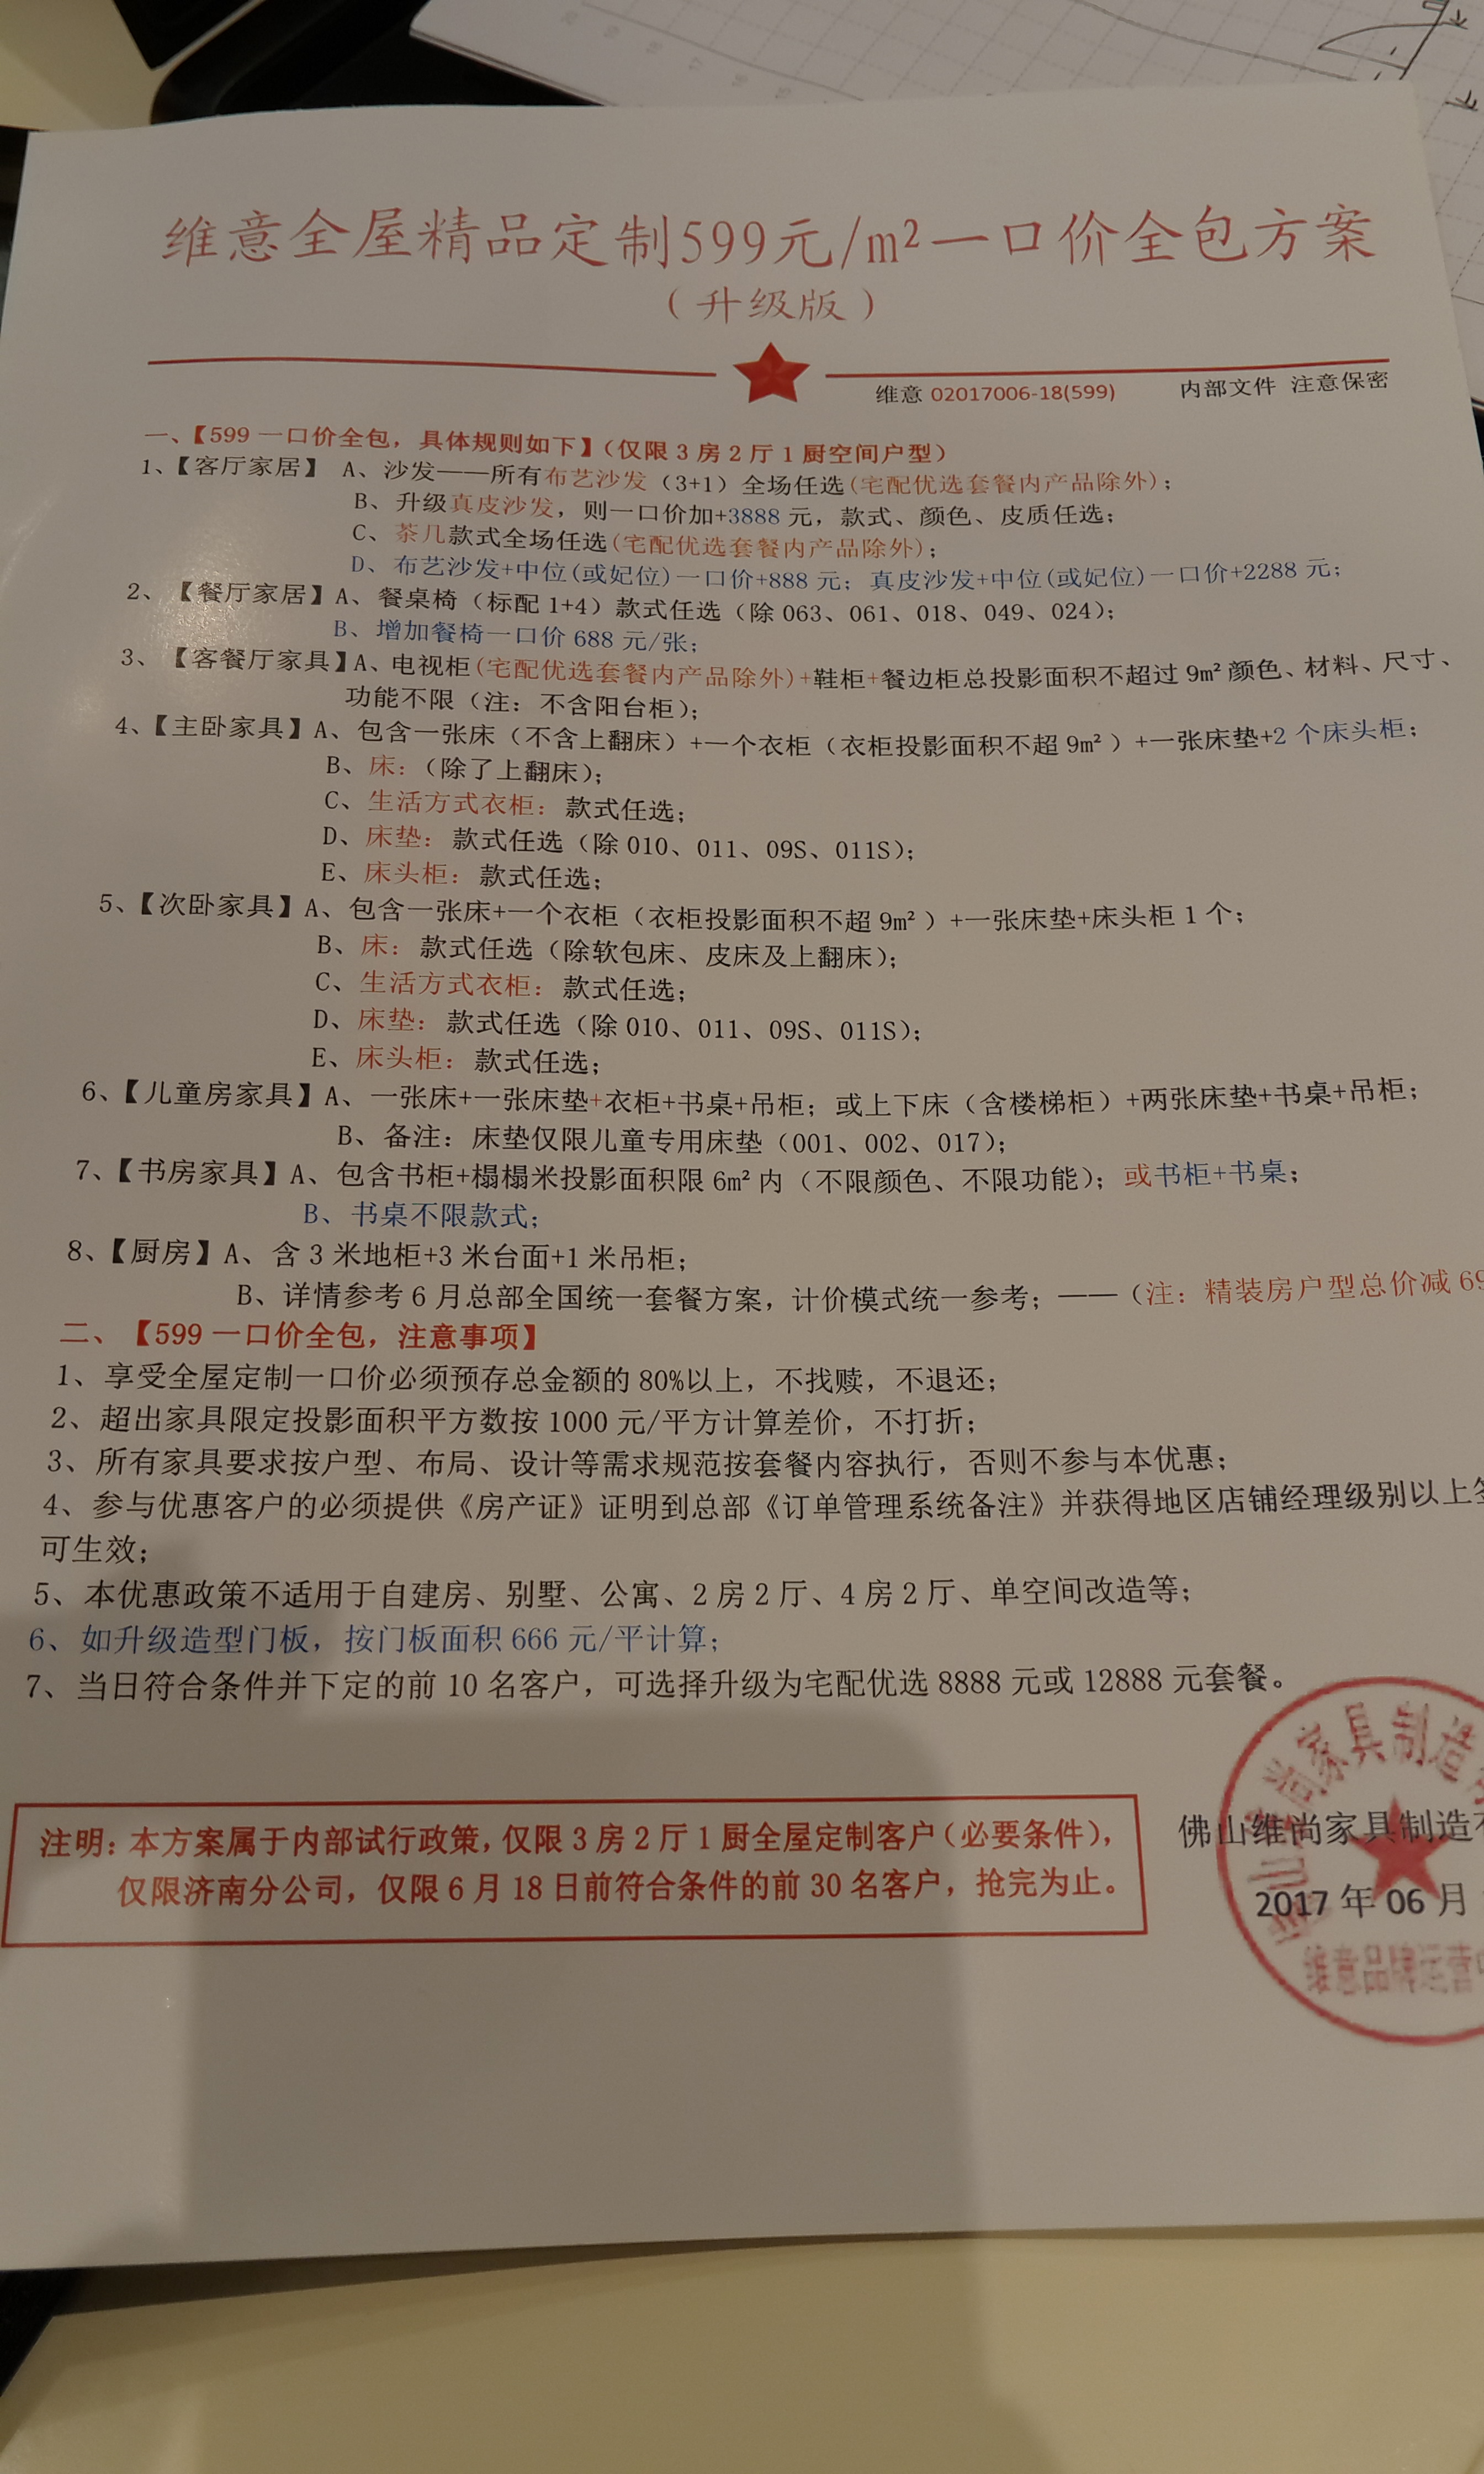 维意全屋精品定制599元/m²一口价全包方案
（升级版）
维意 02017006-18(599) 内部文件 注意保密
一、【599 一口价全包，具体规则如下】（仅限 3 房 2 厅 1 厨空间户型）
1、【客厅家居】 A、沙发——所有布艺沙发（3+1）全场任选(宅配优选套餐内产品除外)；
B、升级真皮沙发，则一口价加+3888 元，款式、颜色、皮质任选；
C、茶几款式全场任选(宅配优选套餐内产品除外)；
D、布艺沙发+中位(或妃位)一口价+888 元；真皮沙发+中位(或妃位)一口价+2288 元；
2、【餐厅家居】A、餐桌椅（标配 1+4）款式任选（除 063、061、018、049、024）；
B、增加餐椅一口价 688 元/张；
3、【客餐厅家具】A、电视柜(宅配优选套餐内产品除外)+鞋柜+餐边柜总投影面积不超过 9m² 颜色、材料、尺寸、
功能不限（注：不含阳台柜）；
4、【主卧家具】A、包含一张床（不含上翻床）+一个衣柜（衣柜投影面积不超 9m²）+一张床垫+2 个床头柜；
B、床：（除了上翻床）；
C、生活方式衣柜：款式任选；
D、床垫：款式任选（除 010、011、09S、011S）；
E、床头柜：款式任选；
5、【次卧家具】A、包含一张床+一个衣柜（衣柜投影面积不超 9m²）+一张床垫+床头柜 1 个；
B、床：款式任选（除软包床、皮床及上翻床）；
C、生活方式衣柜：款式任选；
D、床垫：款式任选（除 010、011、09S、011S）；
E、床头柜：款式任选；
6、【儿童房家具】A、一张床+一张床垫+衣柜+书桌+吊柜；或上下床（含楼梯柜）+两张床垫+书桌+吊柜；
B、备注：床垫仅限儿童专用床垫（001、002、017）；
7、【书房家具】A、包含书柜+榻榻米投影面积限 6m² 内（不限颜色、不限功能）；或书柜+书桌；
B、书桌不限款式；
8、【厨房】A、含 3 米地柜+3 米台面+1 米吊柜；
B、详情参考 6 月总部全国统一套餐方案，计价模式统一参考；——（注：精装房户型总价减 69
二、【599 一口价全包，注意事项】
1、享受全屋定制一口价必须预存总金额的 80%以上，不找赎，不退还；
2、超出家具限定投影面积平方数按 1000 元/平方计算差价，不打折；
3、所有家具要求按户型、布局、设计等需求规范按套餐内容执行，否则不参与本优惠；
4、参与优惠客户的必须提供《房产证》证明到总部《订单管理系统备注》并获得地区店铺经理级别以上
可生效；
5、本优惠政策不适用于自建房、别墅、公寓、2 房 2 厅、4 房 2 厅、单空间改造等；
6、如升级造型门板，按门板面积 666 元/平计算；
7、当日符合条件并下定的前 10 名客户，可选择升级为宅配优选 8888 元或 12888 元套餐。
注明：本方案属于内部试行政策，仅限 3 房 2 厅 1 厨全屋定制客户（必要条件），
仅限济南分公司，仅限 6 月 18 日前符合条件的前 30 名客户，抢完为止。
佛山维尚家具制造
2017 年 06 月
尚家具制造
维意品牌运营